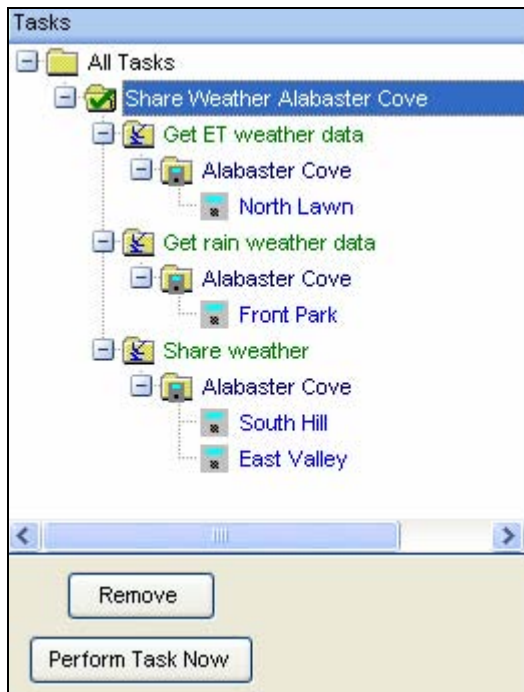 Tasks
All Tasks
Share Weather Alabaster Cove
Get ET weather data
Alabaster Cove
North Lawn
Get rain weather data
Alabaster Cove
Front Park
Share weather
Alabaster Cove
South Hill
East Valley
Remove
Perform Task Now